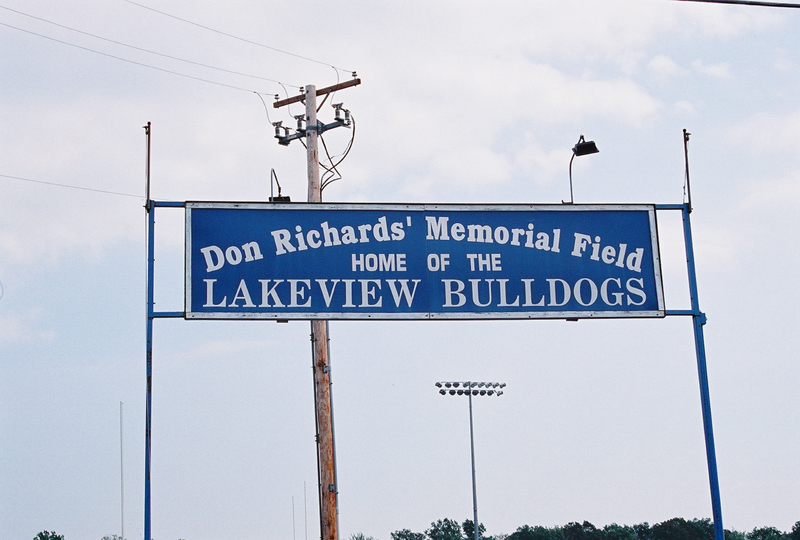 Don Richards' Memorial Field
HOME OF THE
LAKEVIEW BULLDOGS